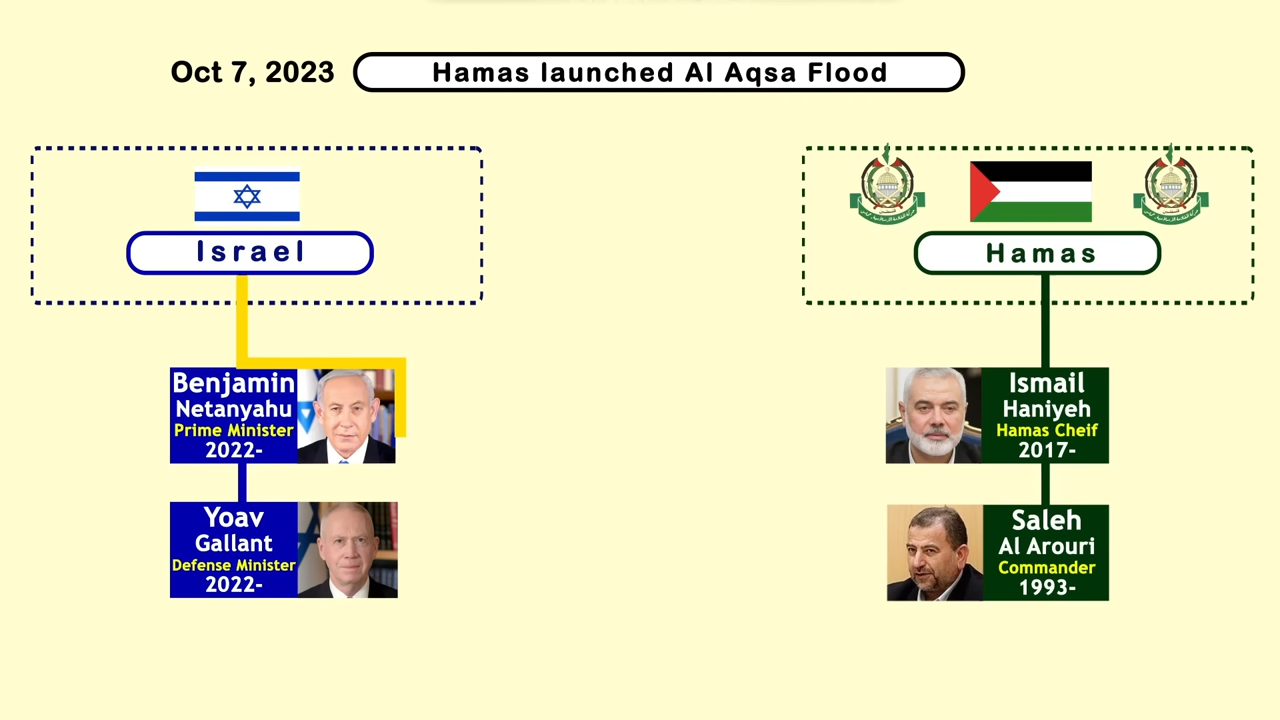 Oct 7, 2023 Hamas launched Al Aqsa Flood
Israel
Hamas
Benjamin
Netanyahu
Prime Minister
2022-
Ismail
Haniyeh
Hamas Cheif
2017-
Yoav
Gallant
Defense Minister
2022-
Saleh
Al Arouri
Commander
1993-